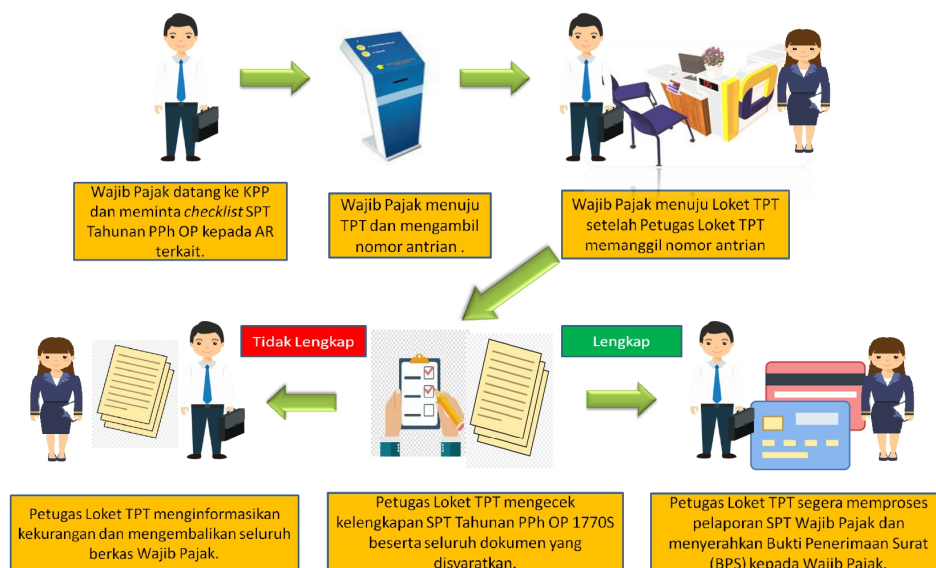 Wajib Pajak datang ke KPP
dan meminta checklist SPT
Tahunan PPh OP kepada AR
terkait.
Wajib Pajak menuju
TPT dan mengambil
nomor antrian .
Wajib Pajak menuju Loket TPT
setelah Petugas Loket TPT
memanggil nomor antrian
Tidak Lengkap
Lengkap
Petugas Loket TPT menginformasikan
kekurangan dan mengembalikan seluruh
berkas Wajib Pajak.
Petugas Loket TPT mengecek
kelengkapan SPT Tahunan PPh OP 1770S
beserta seluruh dokumen yang
disyaratkan.
Petugas Loket TPT segera memproses
pelaporan SPT Wajib Pajak dan
menyerahkan Bukti Penerimaan Surat
(BPS) kepada Wajib Pajak.